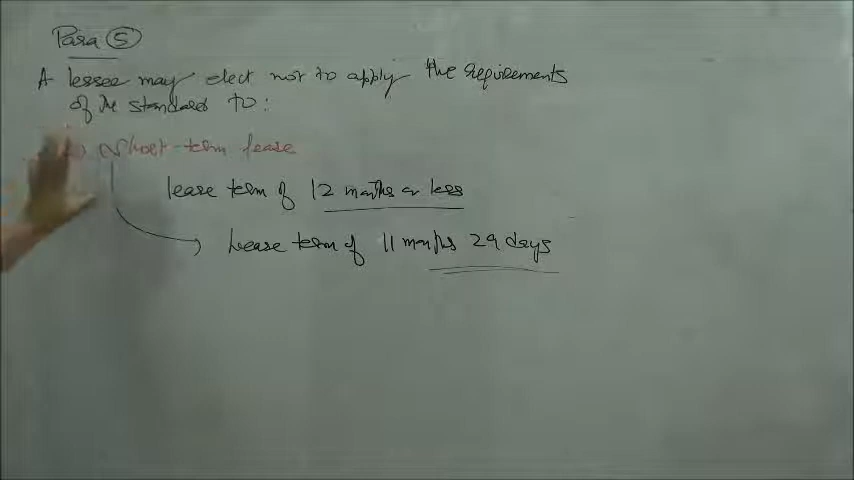 Para 5
A lessee may elect not to apply the requirements
of the standard to:
Short-term lease
lease term of 12 months or less
Lease term of 11 months 29 days